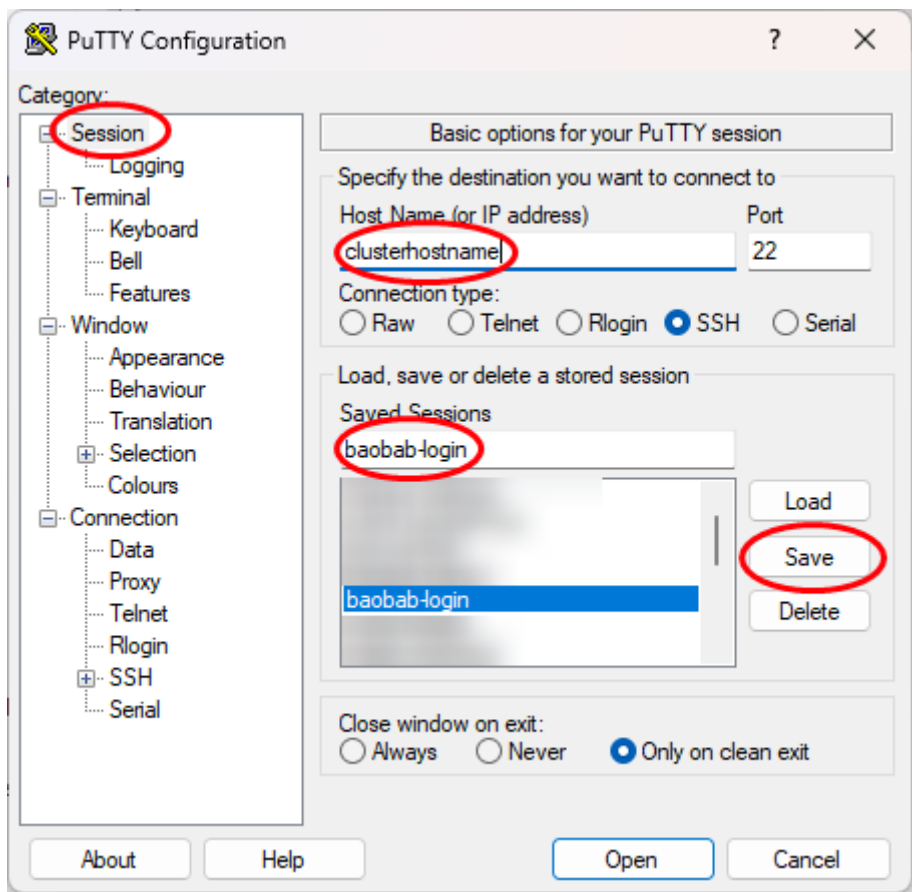 PuTTY Configuration ? ×
Category:
Session
Logging
Terminal
Keyboard
Bell
Features
Window
Appearance
Behaviour
Translation
Selection
Colours
Connection
Data
Proxy
Telnet
Rlogin
SSH
Serial
Basic options for your PuTTY session
Specify the destination you want to connect to
Host Name (or IP address) Port
clusterhostname 22
Connection type:
Raw Telnet Rlogin SSH Serial
Load, save or delete a stored session
Saved Sessions
baobab-login
Load
Save
baobab-login
Delete
Close window on exit:
Always Never Only on clean exit
About Help Open Cancel